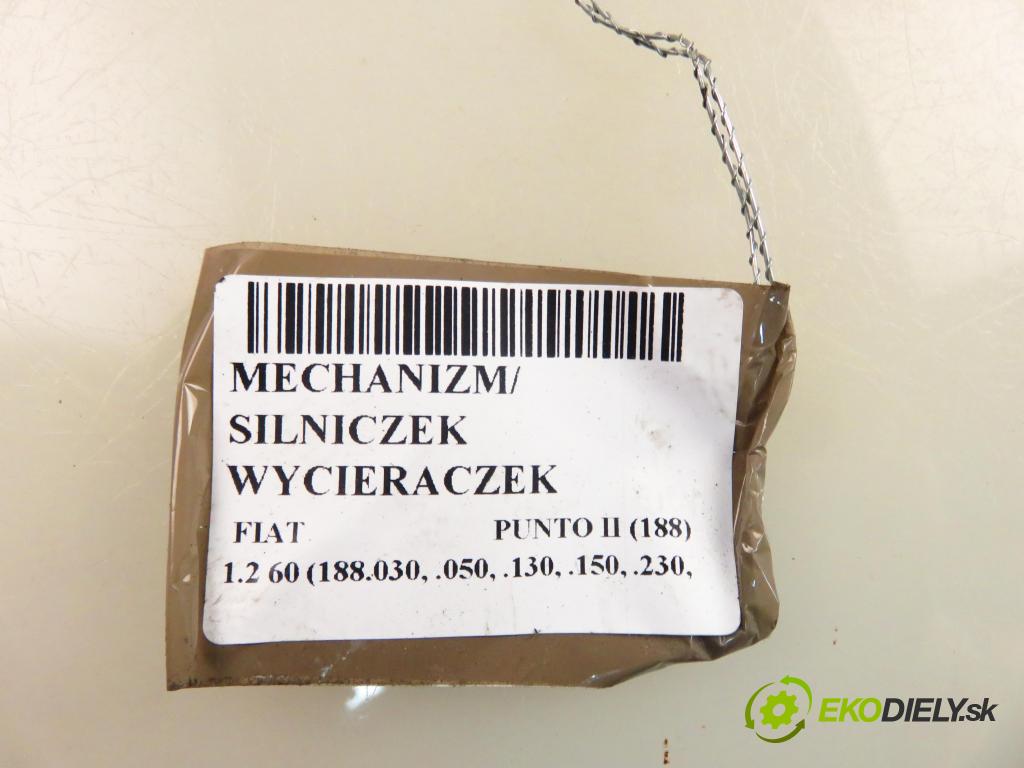 MECHANIZM/
SILNICZEK
WYCIERACZEK
FIAT PUNTO II (188)
1.2 60 (188.030, .050, .130, .150, .230,
EKODIELY.sk